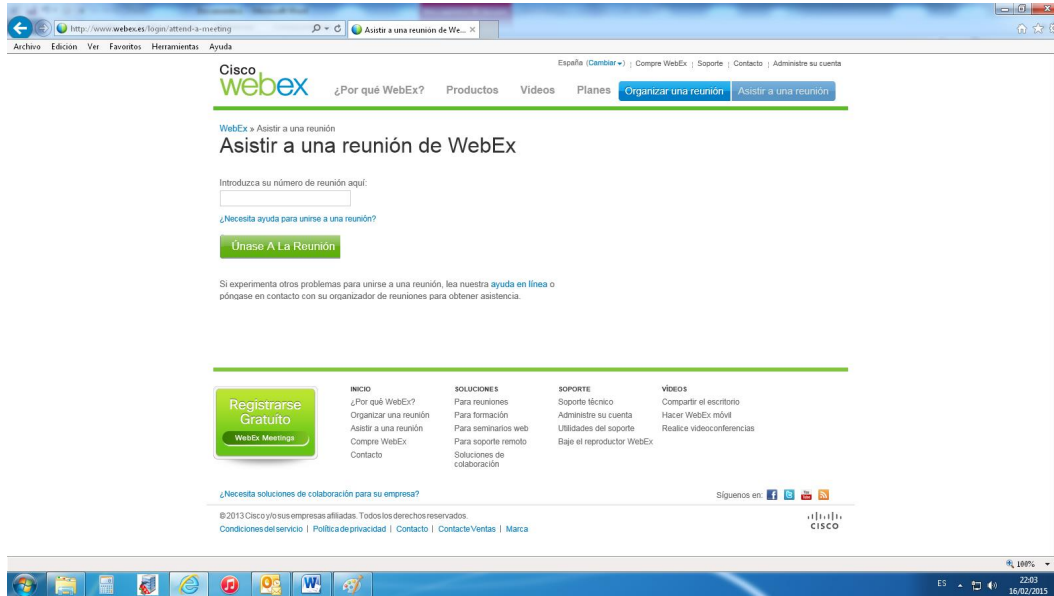 http://www.webex.es/login/attend-a-meeting
Asistir a una reunión de We...
Archivo Edición Ver Favoritos Herramientas Ayuda
España (Cambiar) | Compre WebEx | Soporte | Contacto | Administre su cuenta
Cisco
webex
¿Por qué WebEx? Productos Videos Planes Organizar una reunión Asistir a una reunión
WebEx » Asistir a una reunión
Asistir a una reunión de WebEx
Introduzca su número de reunión aquí:
¿Necesita ayuda para unirse a una reunión?
Únase A La Reunión
Si experimenta otros problemas para unirse a una reunión, lea nuestra ayuda en línea o
póngase en contacto con su organizador de reuniones para obtener asistencia.
Registrarse
Gratuito
WebEx Meetings
INICIO
¿Por qué WebEx?
Organizar una reunión
Asistir a una reunión
Compre WebEx
Contacto
SOLUCIONES
Para reuniones
Para formación
Para seminarios web
Para soporte remoto
Soluciones de
colaboración
SOPORTE
Soporte técnico
Administre su cuenta
Utilidades del soporte
Baje el reproductor WebEx
VÍDEOS
Compartir el escritorio
Hacer WebEx móvil
Realice videoconferencias
¿Necesita soluciones de colaboración para su empresa?
Síguenos en:
© 2013 Cisco y/o sus empresas afiliadas. Todos los derechos reservados.
Condiciones del servicio | Política de privacidad | Contacto | Contacte Ventas | Marca
CISCO
100%
ES
22:03
16/02/2015